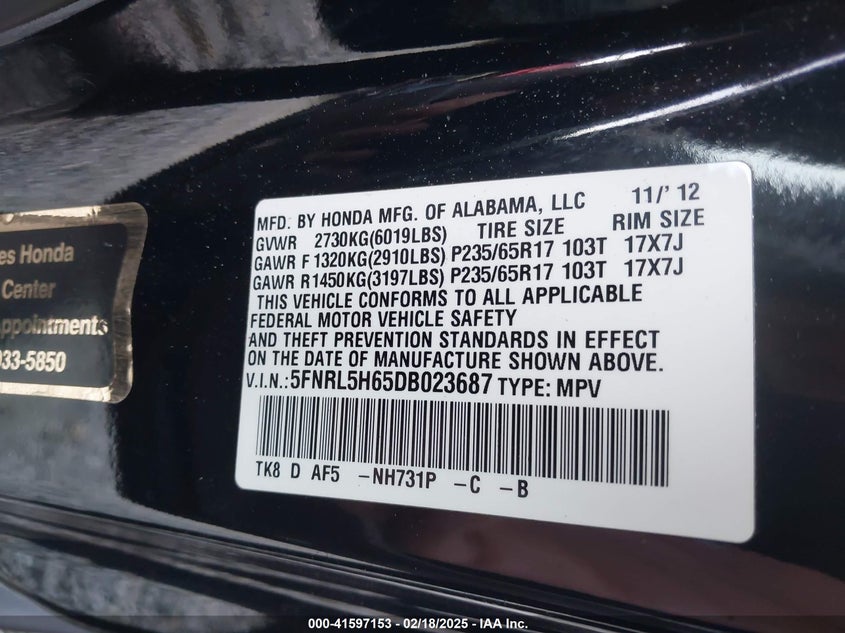 es Honda
Center
Appointments
933-5850
MFD. BY HONDA MFG. OF ALABAMA, LLC 11/' 12
GVWR 2730KG(6019LBS) TIRE SIZE RIM SIZE
GAWR F 1320KG(2910LBS) P235/65R17 103T 17X7J
GAWR R1450KG(3197LBS) P235/65R17 103T 17X7J
THIS VEHICLE CONFORMS TO ALL APPLICABLE
FEDERAL MOTOR VEHICLE SAFETY
AND THEFT PREVENTION STANDARDS IN EFFECT
ON THE DATE OF MANUFACTURE SHOWN ABOVE.
V.I.N.:5FNRL5H65DB023687 TYPE: MPV
TK8 D AF5 -NH731P -C -B
000-41597153 - 02/18/2025 - IAA Inc.